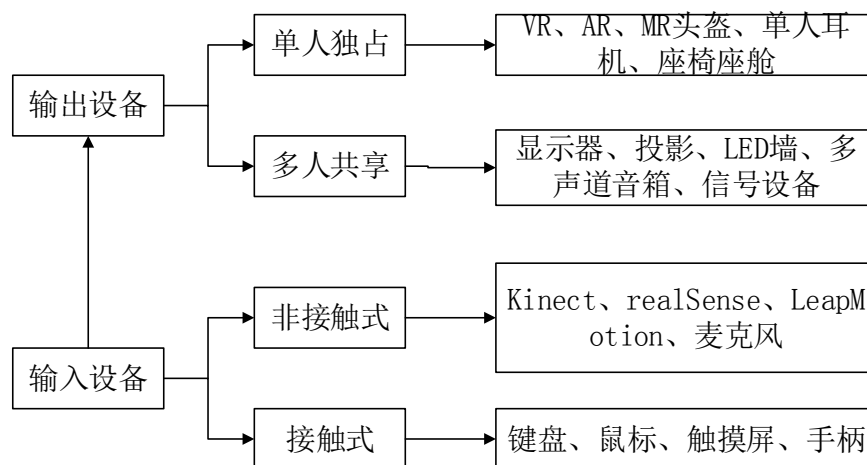 单人独占
VR、AR、MR头盔、单人耳
机、座椅座舱
输出设备
多人共享
显示器、投影、LED墙、多
声道音箱、信号设备
非接触式
Kinect、realSense、LeapM
otion、麦克风
输入设备
接触式
键盘、鼠标、触摸屏、手柄